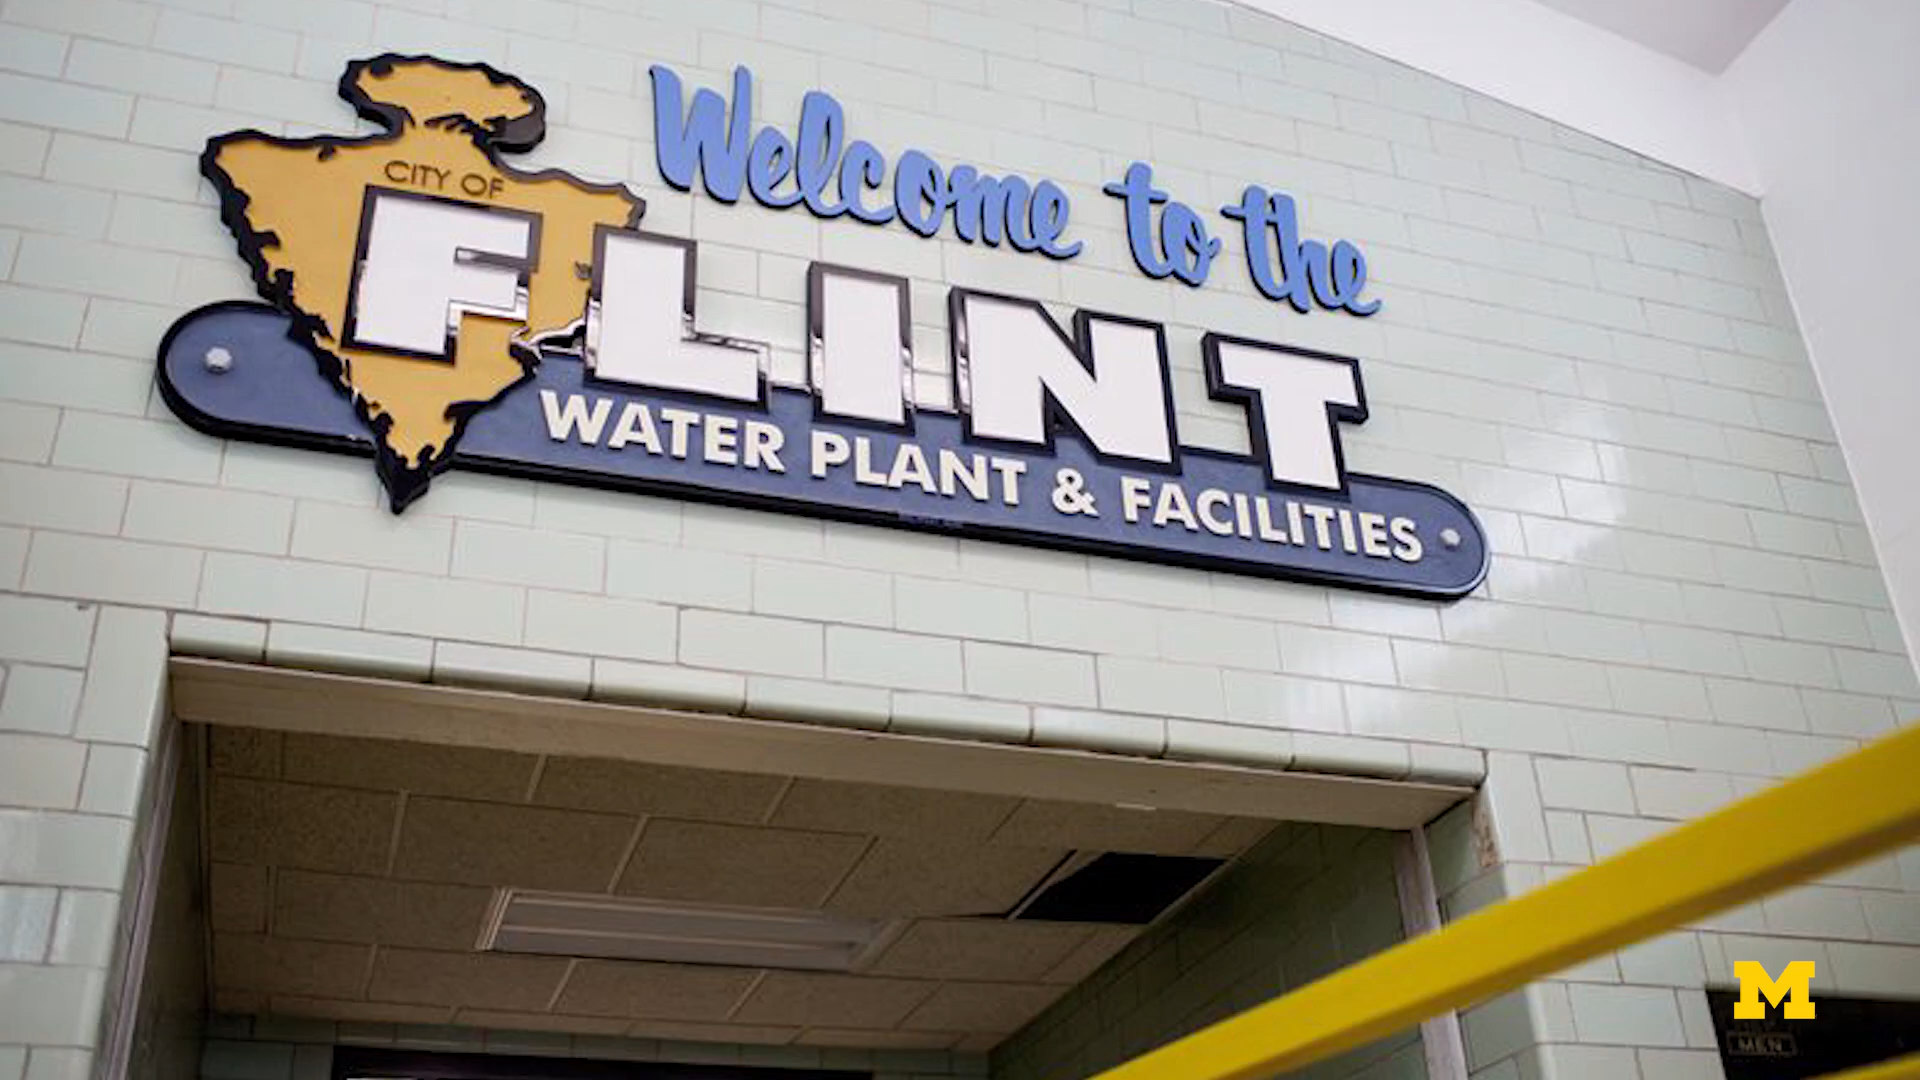 Welcome to the
CITY OF
FLINT
WATER PLANT & FACILITIES
M
MEN